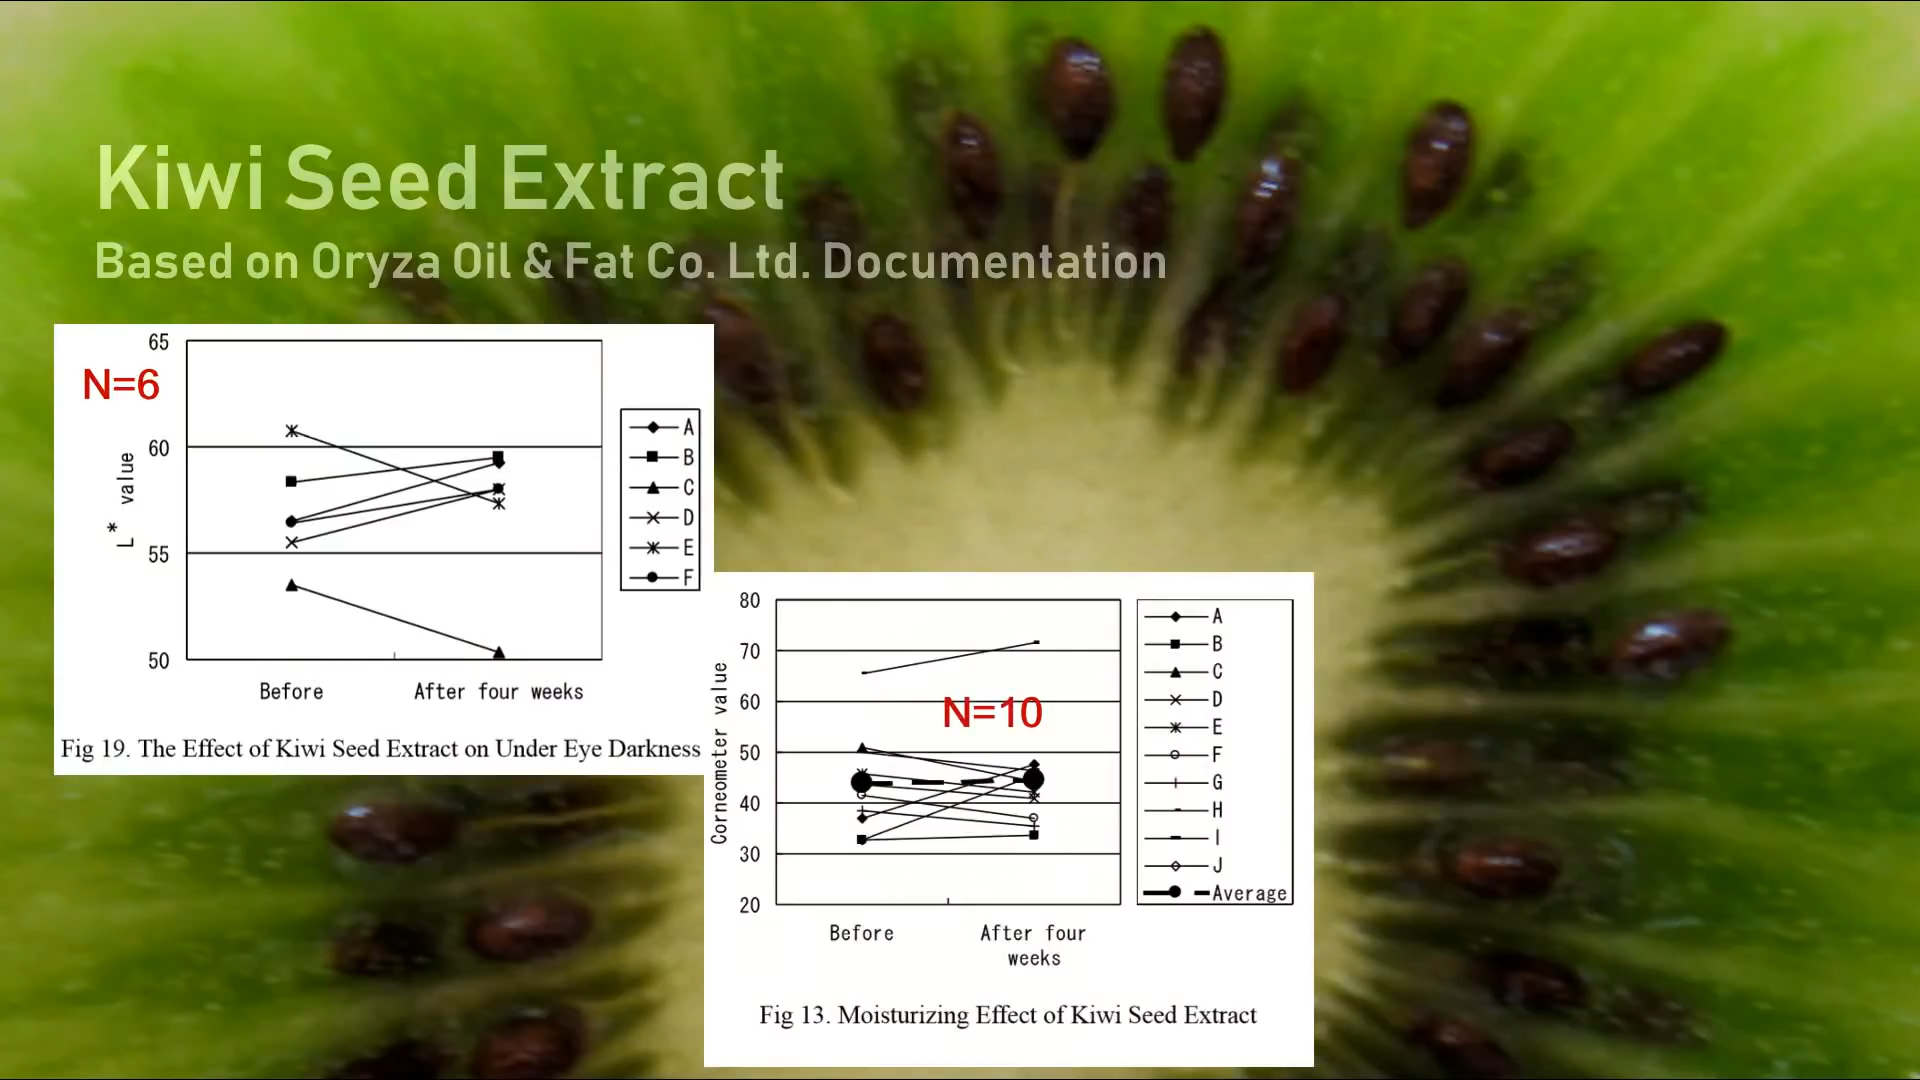 Kiwi Seed Extract
Based on Oryza Oil & Fat Co. Ltd. Documentation
N=6
65
60
55
50
L* value
Before
After four weeks
A
B
C
D
E
F
Fig 19. The Effect of Kiwi Seed Extract on Under Eye Darkness
N=10
80
70
60
50
40
30
20
Corneometer value
Before
After four
weeks
A
B
C
D
E
F
G
H
I
J
Average
Fig 13. Moisturizing Effect of Kiwi Seed Extract